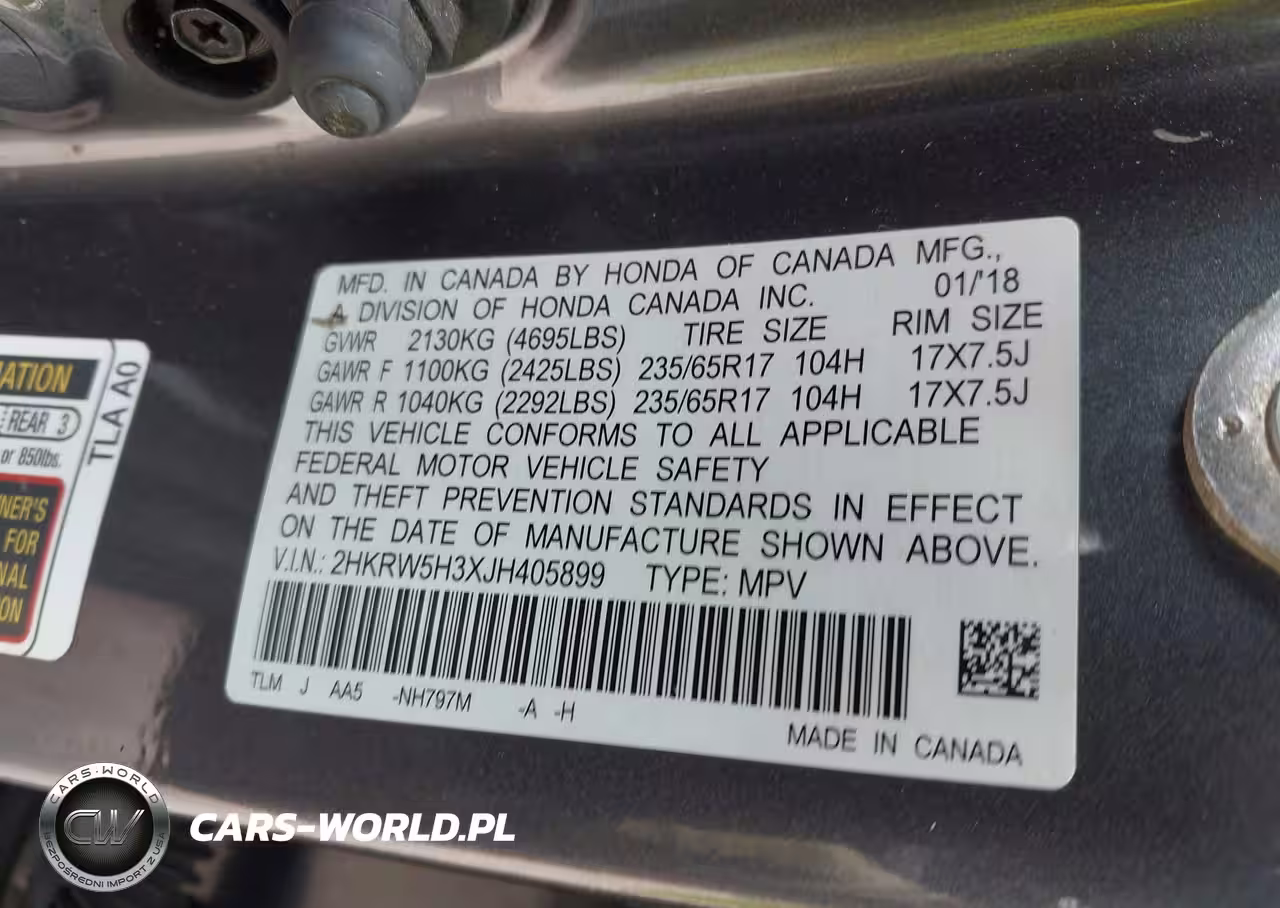 MFD. IN CANADA BY HONDA OF CANADA MFG.,
A DIVISION OF HONDA CANADA INC. 01/'18
GVWR 2130KG (4695LBS) TIRE SIZE RIM SIZE
GAWR F 1100KG (2425LBS) 235/65R17 104H 17X7.5J
GAWR R 1040KG (2292LBS) 235/65R17 104H 17X7.5J
THIS VEHICLE CONFORMS TO ALL APPLICABLE
FEDERAL MOTOR VEHICLE SAFETY
AND THEFT PREVENTION STANDARDS IN EFFECT
ON THE DATE OF MANUFACTURE SHOWN ABOVE.
V.I.N.: 2HKRW5H3XJH405899 TYPE: MPV
TLM J AA5 -NH797M -A -H
MADE IN CANADA
ATION
REAR 3
or 850lbs.
NER'S
FOR
NAL
ON
TLA A0
CARS-WORLD
CW
BEZPOŚREDNI IMPORT Z USA
CARS-WORLD.PL